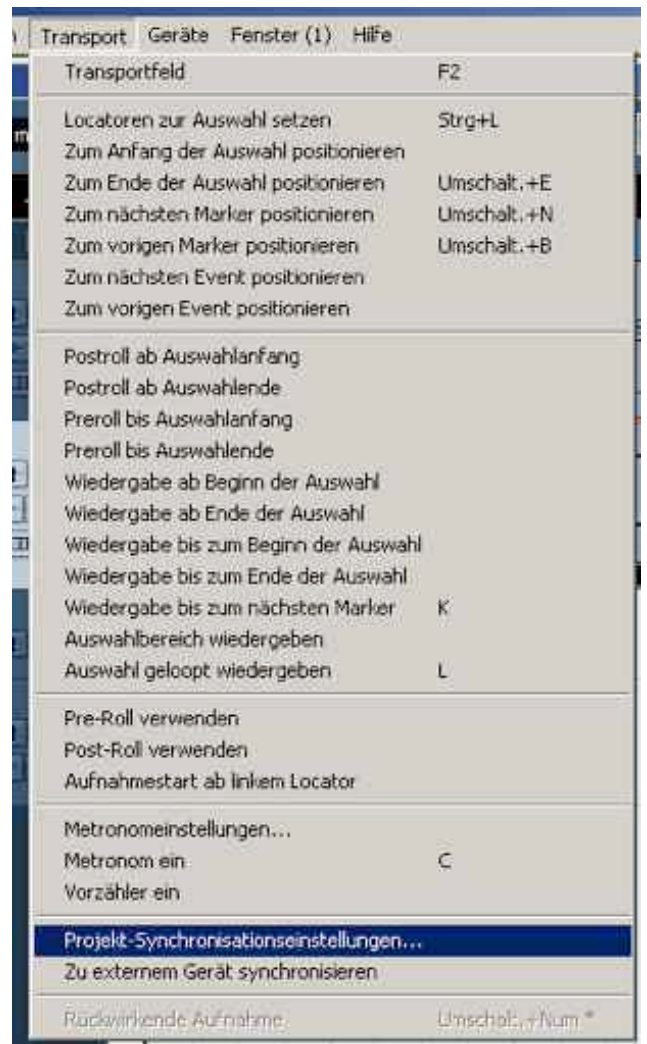 Transport Geräte Fenster (1) Hilfe
Transportfeld F2
Locatoren zur Auswahl setzen Strg+L
Zum Anfang der Auswahl positionieren
Zum Ende der Auswahl positionieren Umschalt.+E
Zum nächsten Marker positionieren Umschalt.+N
Zum vorigen Marker positionieren Umschalt.+B
Zum nächsten Event positionieren
Zum vorigen Event positionieren
Postroll ab Auswahlanfang
Postroll ab Auswahlende
Preroll bis Auswahlanfang
Preroll bis Auswahlende
Wiedergabe ab Beginn der Auswahl
Wiedergabe ab Ende der Auswahl
Wiedergabe bis zum Beginn der Auswahl
Wiedergabe bis zum Ende der Auswahl
Wiedergabe bis zum nächsten Marker K
Auswahlbereich wiedergeben
Auswahl geloopt wiedergeben L
Pre-Roll verwenden
Post-Roll verwenden
Aufnahmestart ab linkem Locator
Metronomeinstellungen...
Metronom ein C
Vorzähler ein
Projekt-Synchronisationseinstellungen...
Zu externem Gerät synchronisieren
Rückwirkende Aufnahme Umschalt.+Num *